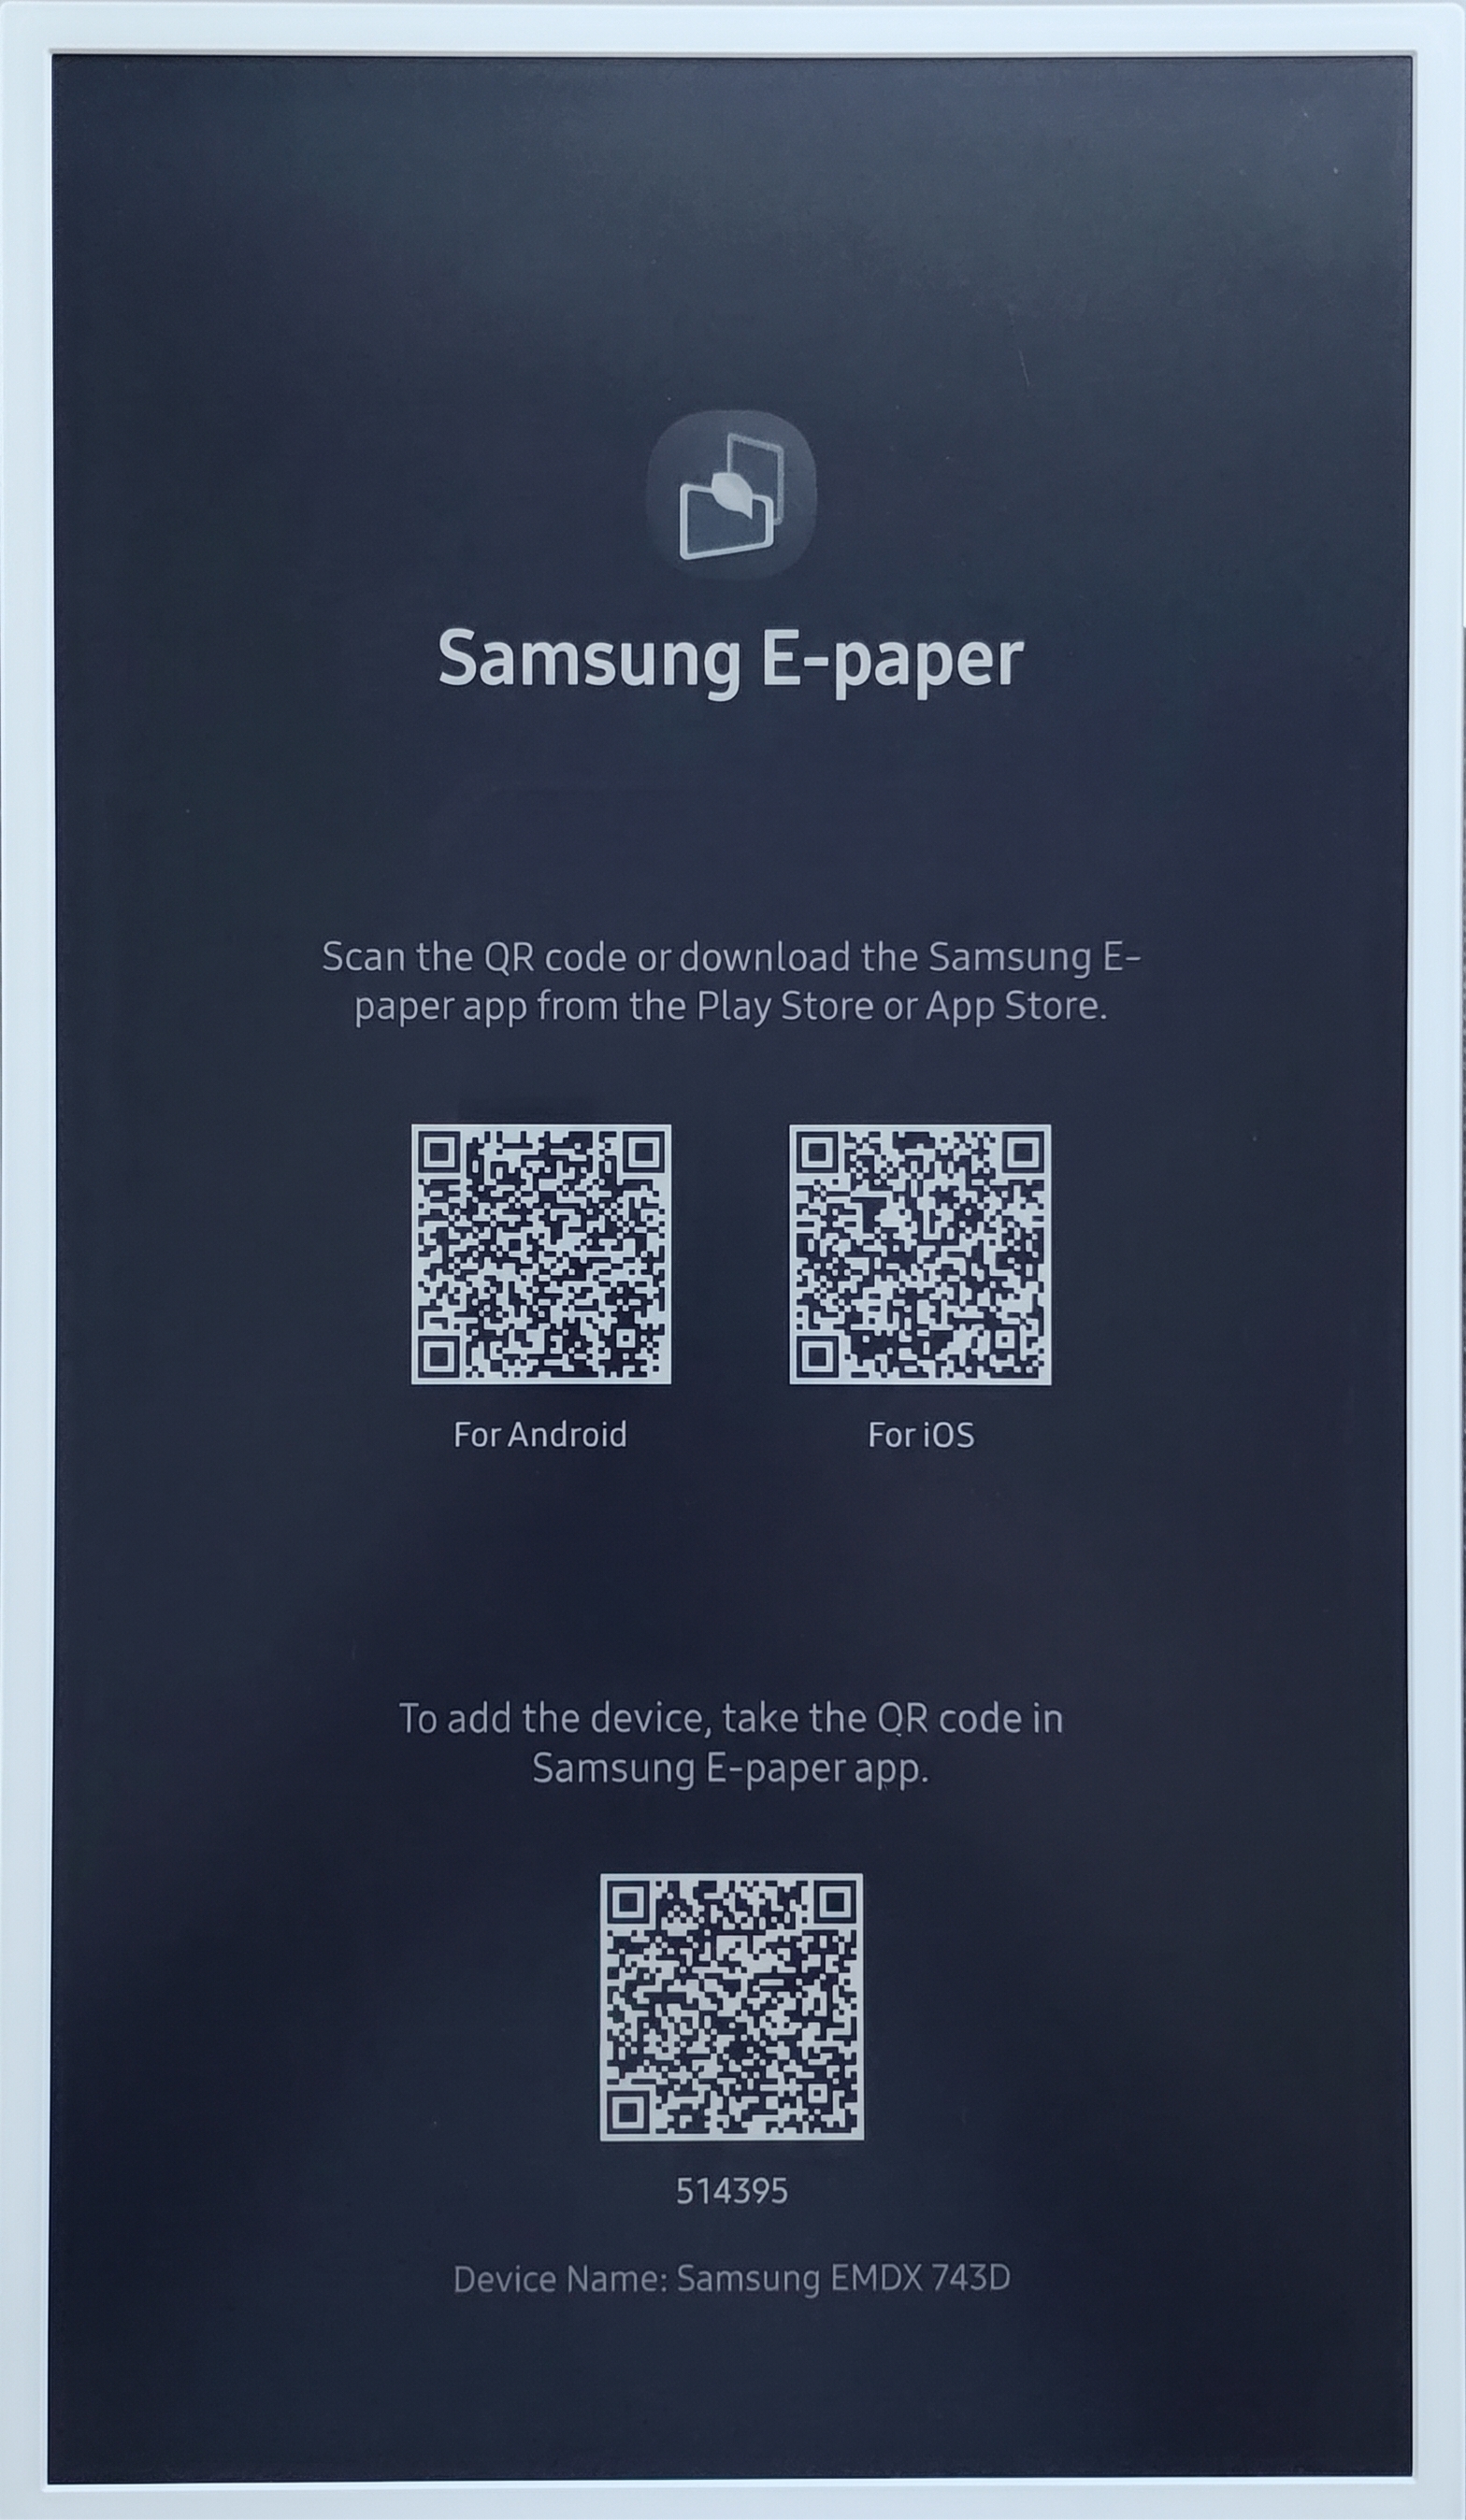 Samsung E-paper
Scan the QR code or download the Samsung E-
paper app from the Play Store or App Store.
For Android
For iOS
To add the device, take the QR code in
Samsung E-paper app.
514395
Device Name: Samsung EMDX 743D